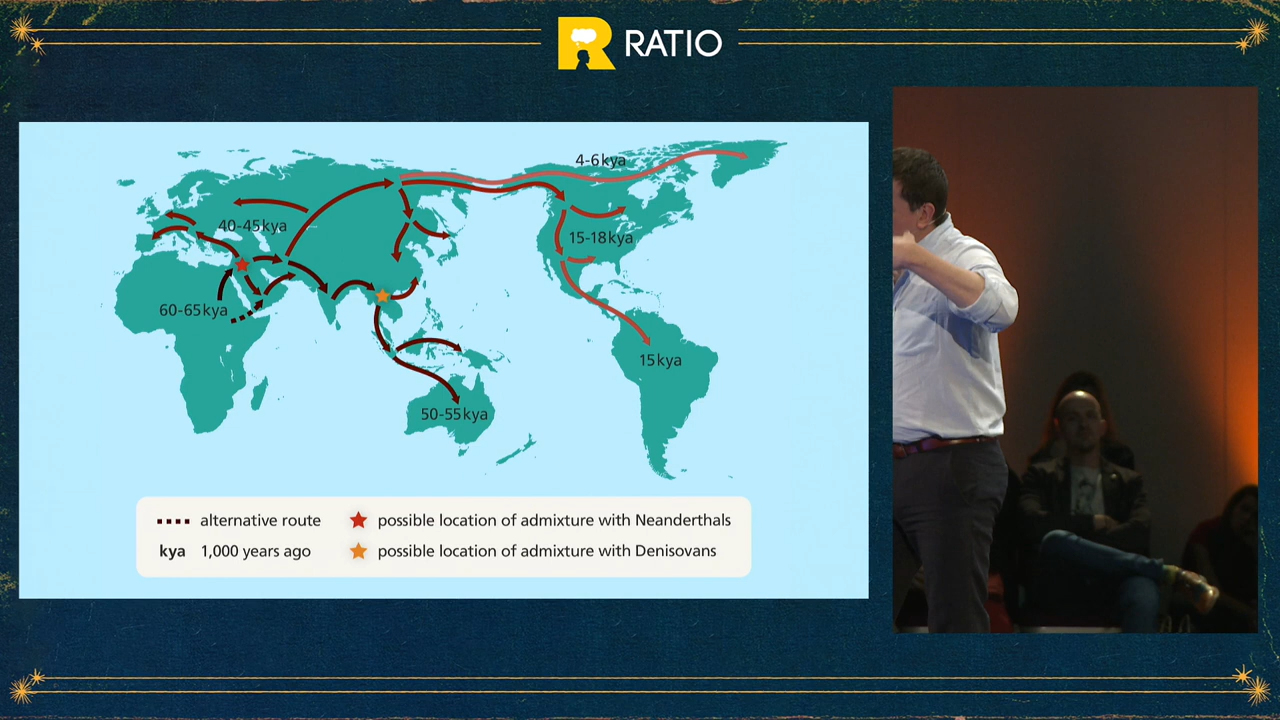 RATIO
4-6kya
40-45kya
15-18kya
60-65kya
15kya
50-55kya
alternative route
possible location of admixture with Neanderthals
kya 1,000 years ago
possible location of admixture with Denisovans